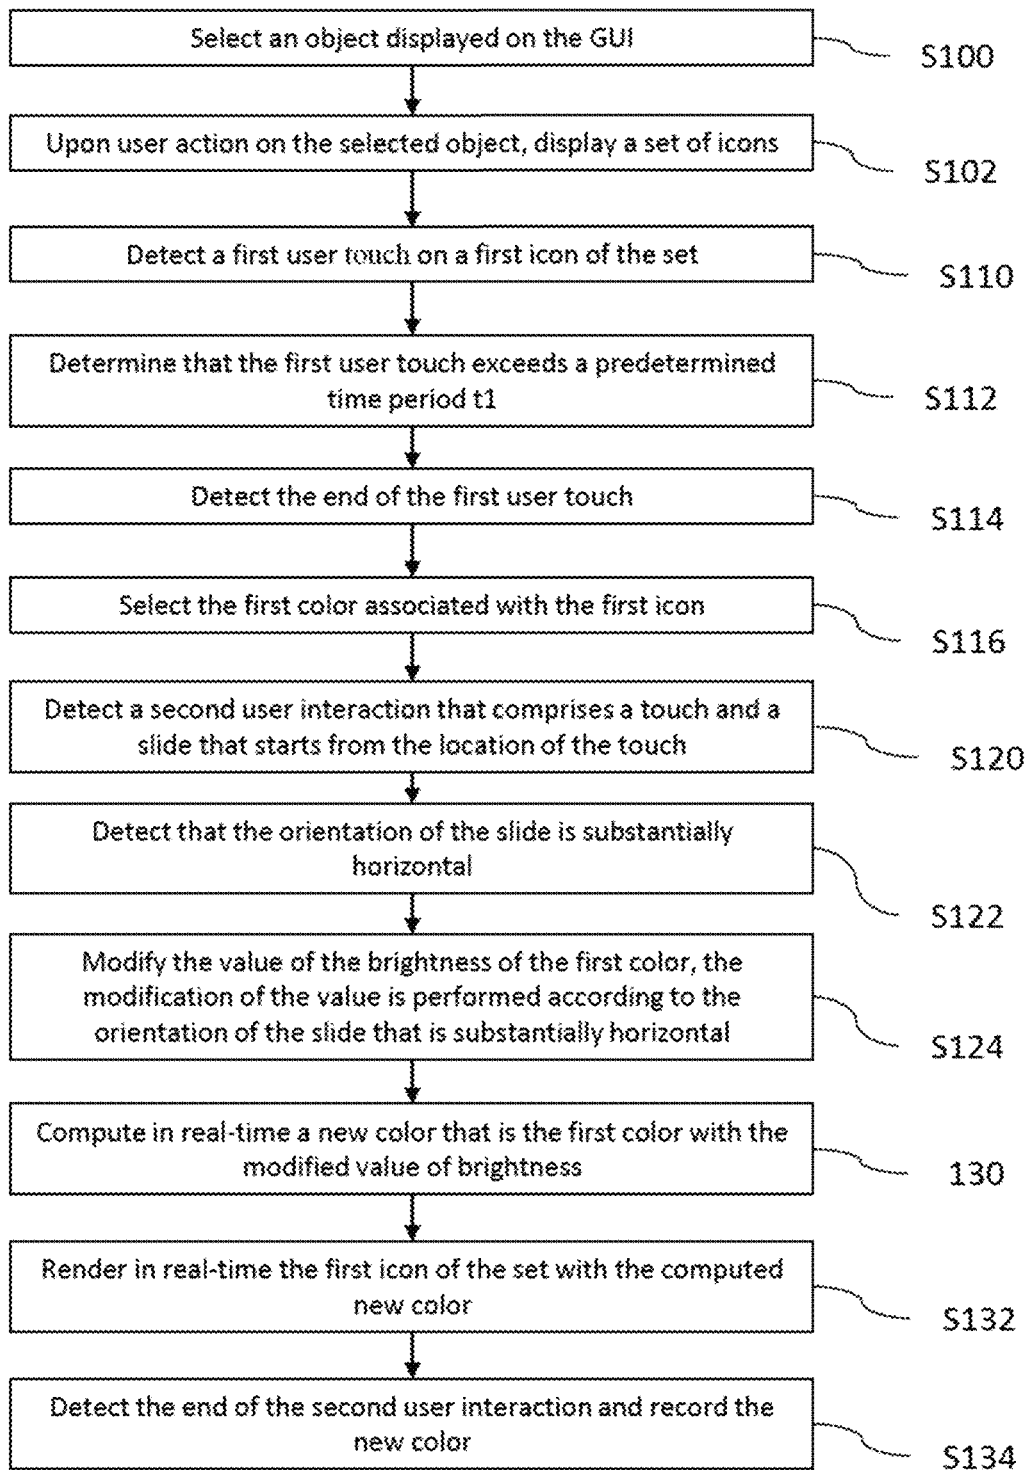 Select an object displayed on the GUI
S100
Upon user action on the selected object, display a set of icons
S102
Detect a first user touch on a first icon of the set
S110
Determine that the first user touch exceeds a predetermined
time period t1
S112
Detect the end of the first user touch
S114
Select the first color associated with the first icon
S116
Detect a second user interaction that comprises a touch and a
slide that starts from the location of the touch
S120
Detect that the orientation of the slide is substantially
horizontal
S122
Modify the value of the brightness of the first color, the
modification of the value is performed according to the
orientation of the slide that is substantially horizontal
S124
Compute in real-time a new color that is the first color with the
modified value of brightness
130
Render in real-time the first icon of the set with the computed
new color
S132
Detect the end of the second user interaction and record the
new color
S134